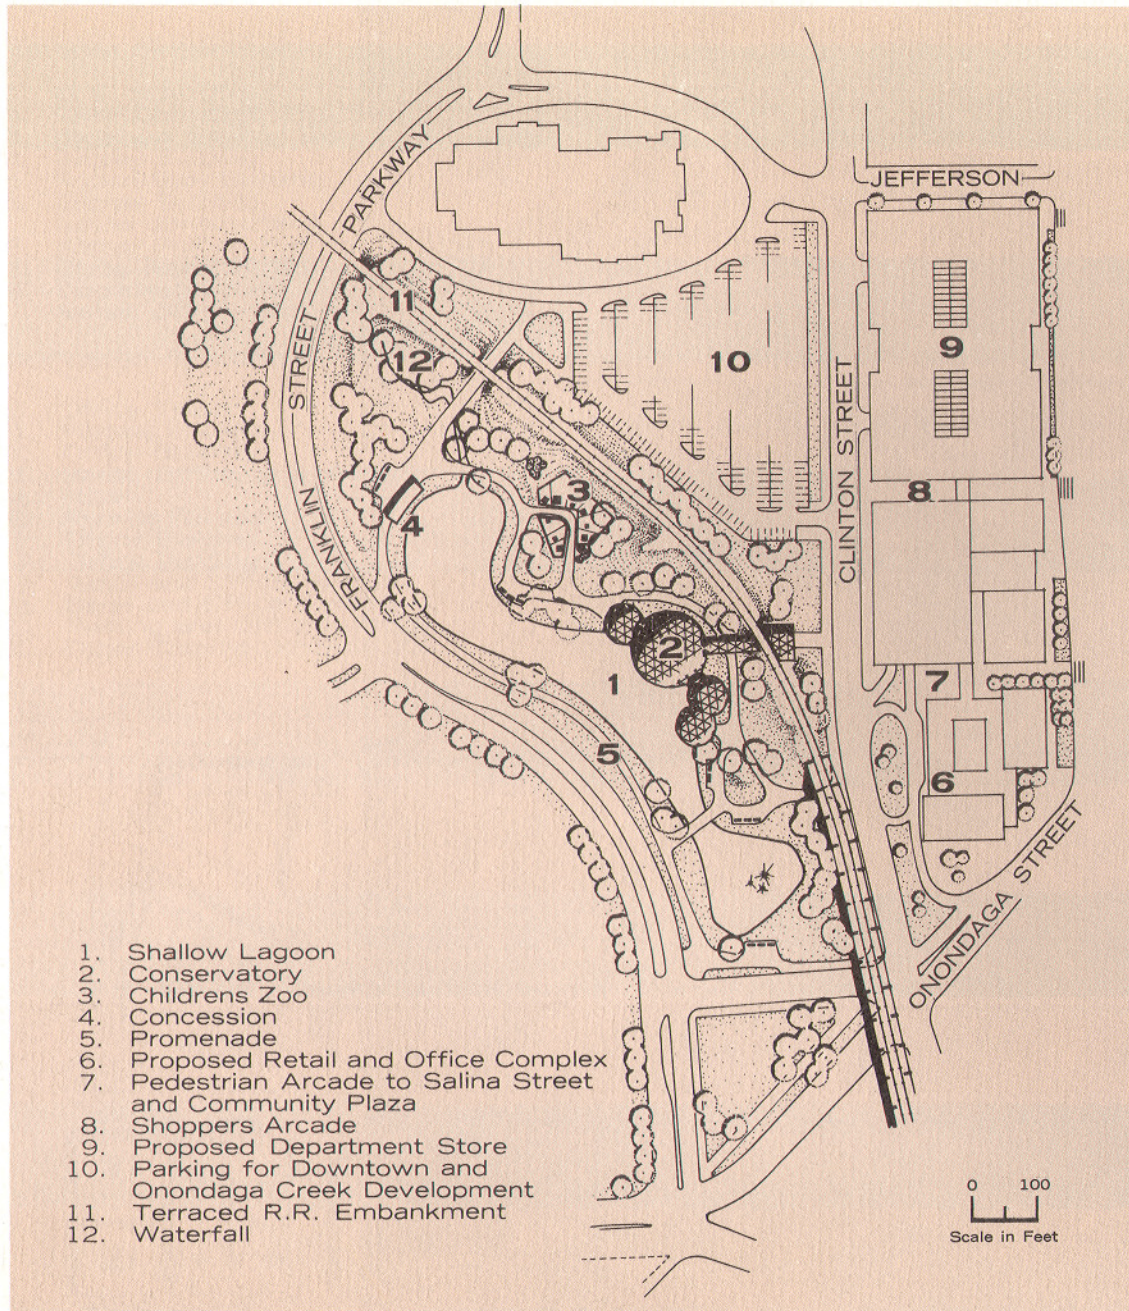 PARKWAY
JEFFERSON
11
12
STREET
10
9
CLINTON STREET
3
8
4
FRANKLIN
2
1
7
5
6
ONONDAGA STREET
1. Shallow Lagoon
2. Conservatory
3. Childrens Zoo
4. Concession
5. Promenade
6. Proposed Retail and Office Complex
7. Pedestrian Arcade to Salina Street
and Community Plaza
8. Shoppers Arcade
9. Proposed Department Store
10. Parking for Downtown and
Onondaga Creek Development
11. Terraced R.R. Embankment
12. Waterfall
0 100
Scale in Feet